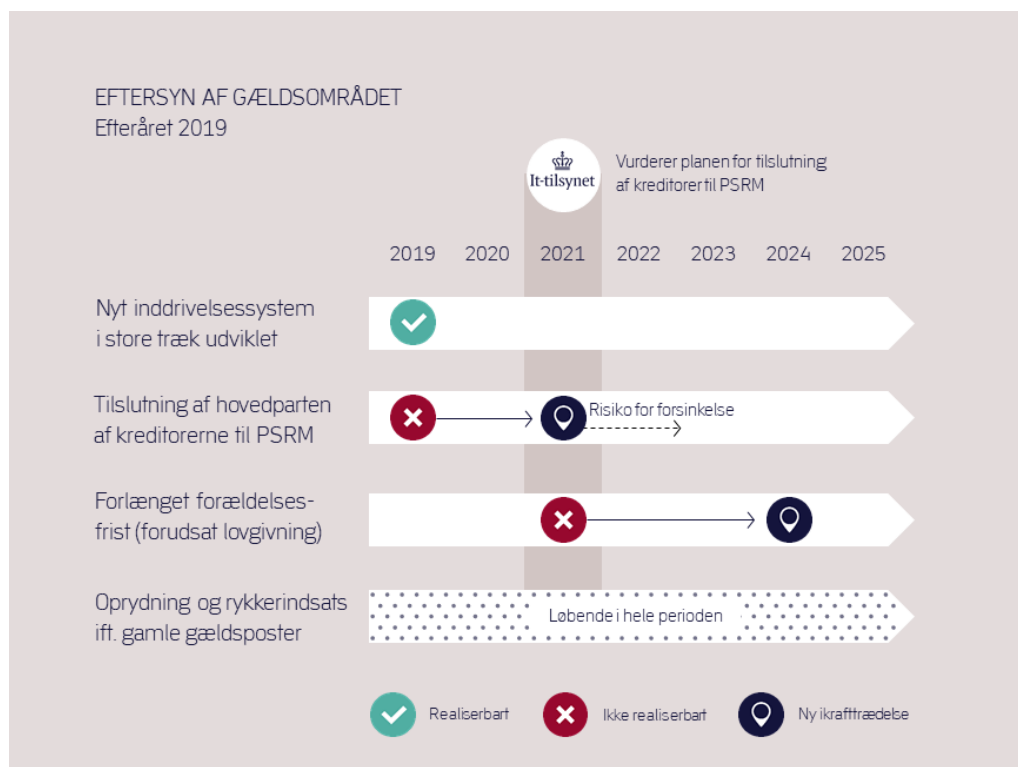 EFTERSYN AF GÆLDSOMRÅDET
Efteråret 2019
It-tilsynet
Vurderer planen for tilslutning
af kreditorer til PSRM
2019 2020 2021 2022 2023 2024 2025
Nyt inddrivelsessystem
i store træk udviklet
Tilslutning af hovedparten
af kreditorerne til PSRM
Risiko for forsinkelse
Forlænget forældelses-
frist (forudsat lovgivning)
Oprydning og rykkerindsats
ift. gamle gældsposter
Løbende i hele perioden
Realiserbart
Ikke realiserbart
Ny ikrafttrædelse